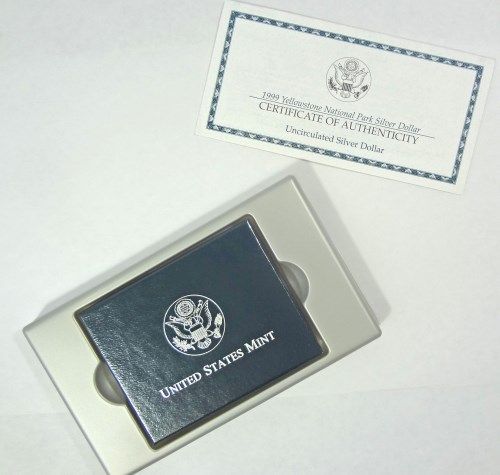 1999 Yellowstone National Park Silver Dollar
CERTIFICATE OF AUTHENTICITY
Uncirculated Silver Dollar
UNITED STATES MINT